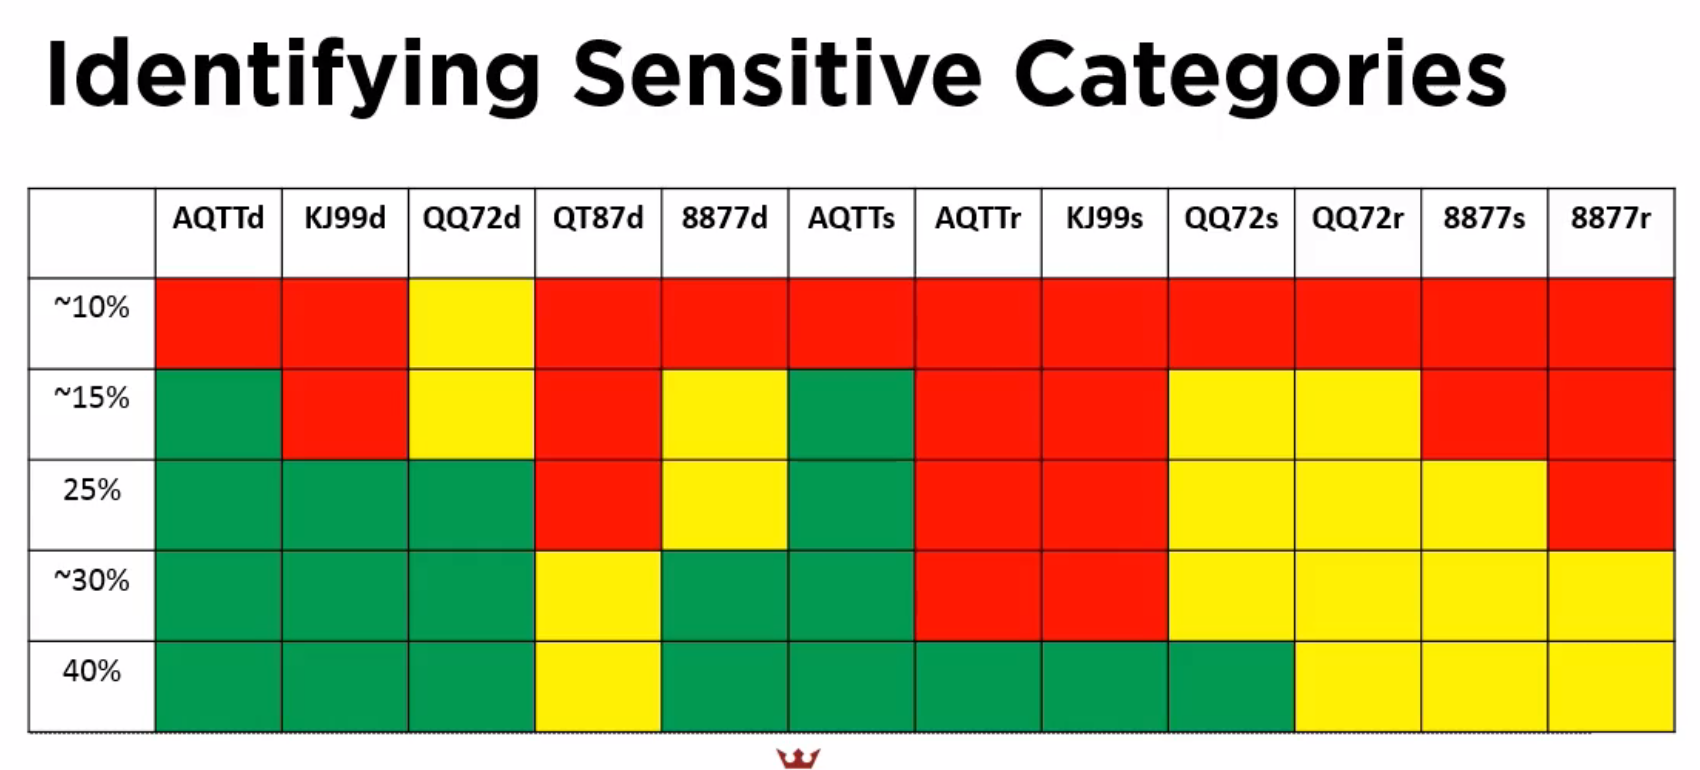 Identifying Sensitive Categories
AQTTd KJ99d QQ72d QT87d 8877d AQTTs AQTTr KJ99s QQ72s QQ72r 8877s 8877r
~10%
~15%
25%
~30%
40%